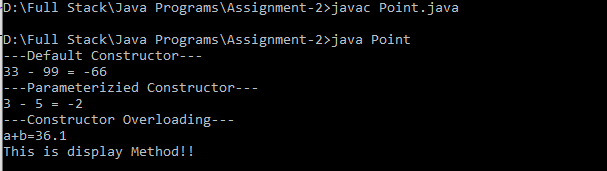 D:\Full Stack\Java Programs\Assignment-2>javac Point.java
D:\Full Stack\Java Programs\Assignment-2>java Point
---Default Constructor---
33 - 99 = -66
---Parameterizied Constructor---
3 - 5 = -2
---Constructor Overloading---
a+b=36.1
This is display Method!!